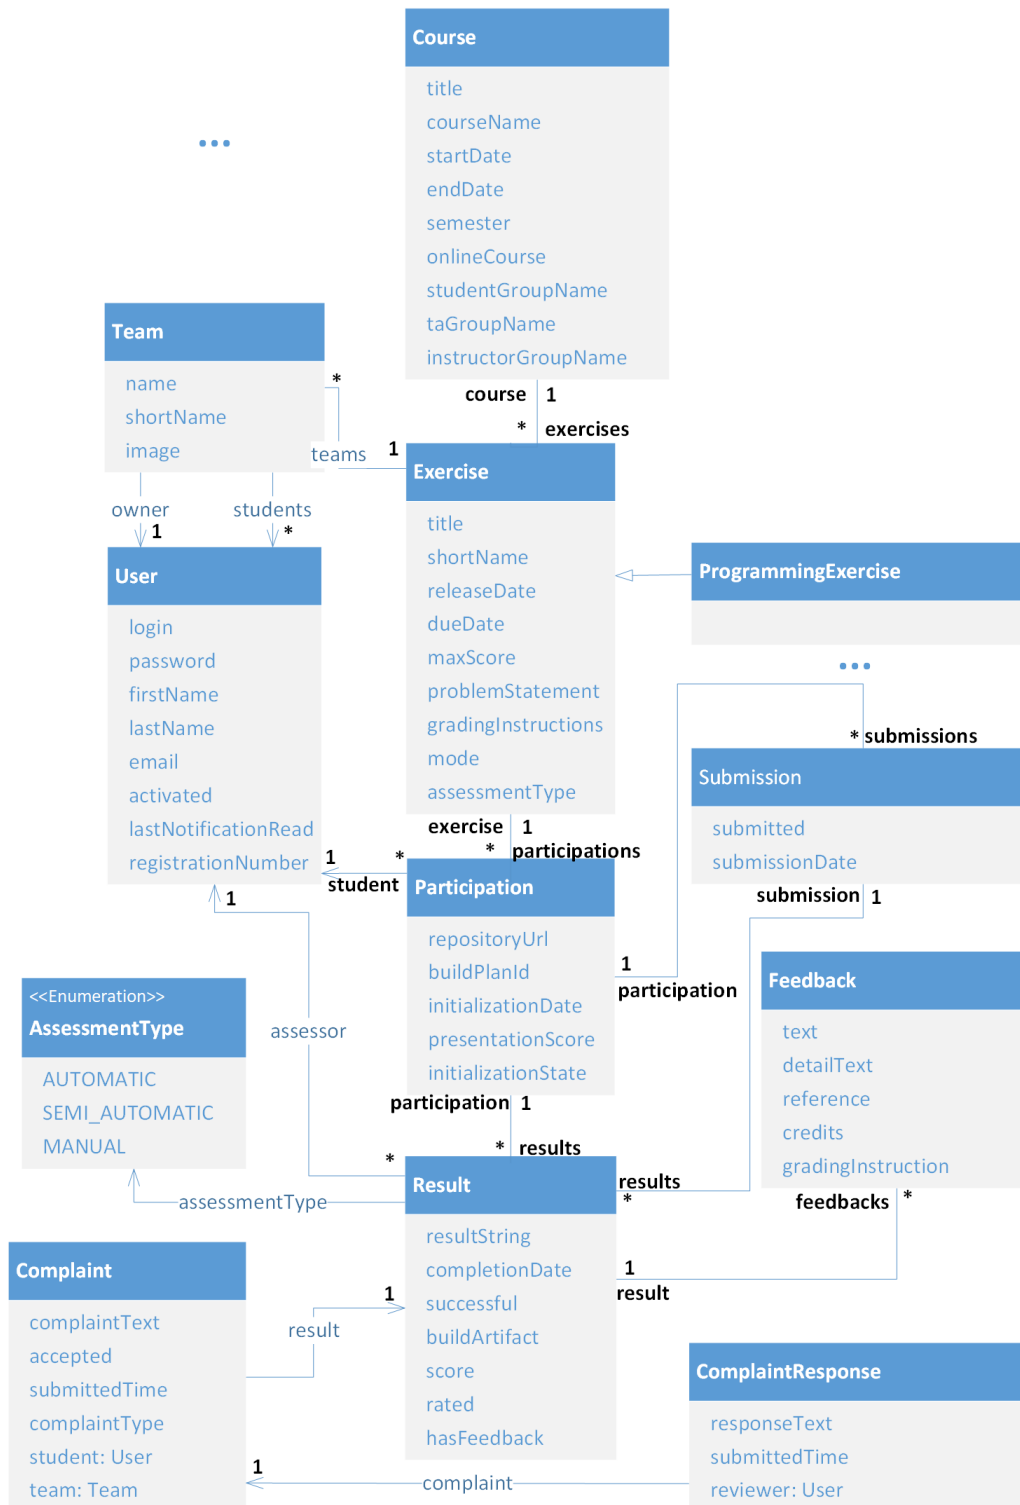 Course
title
courseName
startDate
endDate
semester
onlineCourse
studentGroupName
taGroupName
instructorGroupName
...
Team
name
shortName
image
*
teams
1
course 1
* exercises
owner
1
students
*
Exercise
title
shortName
releaseDate
dueDate
maxScore
problemStatement
gradingInstructions
mode
assessmentType
User
login
password
firstName
lastName
email
activated
lastNotificationRead
registrationNumber
ProgrammingExercise
...
* submissions
Submission
submitted
submissionDate
submission 1
exercise 1
* participations
1
student
*
Participation
repositoryUrl
buildPlanId
initializationDate
presentationScore
initializationState
1
participation
1
assessor
*
Feedback
text
detailText
reference
credits
gradingInstruction
feedbacks *
<<Enumeration>>
AssessmentType
AUTOMATIC
SEMI_AUTOMATIC
MANUAL
assessmentType
participation 1
* results
Result
resultString
completionDate
successful
buildArtifact
score
rated
hasFeedback
results
*
1
result
Complaint
complaintText
accepted
submittedTime
complaintType
student: User
team: Team
result
1
1
complaint
ComplaintResponse
responseText
submittedTime
reviewer: User